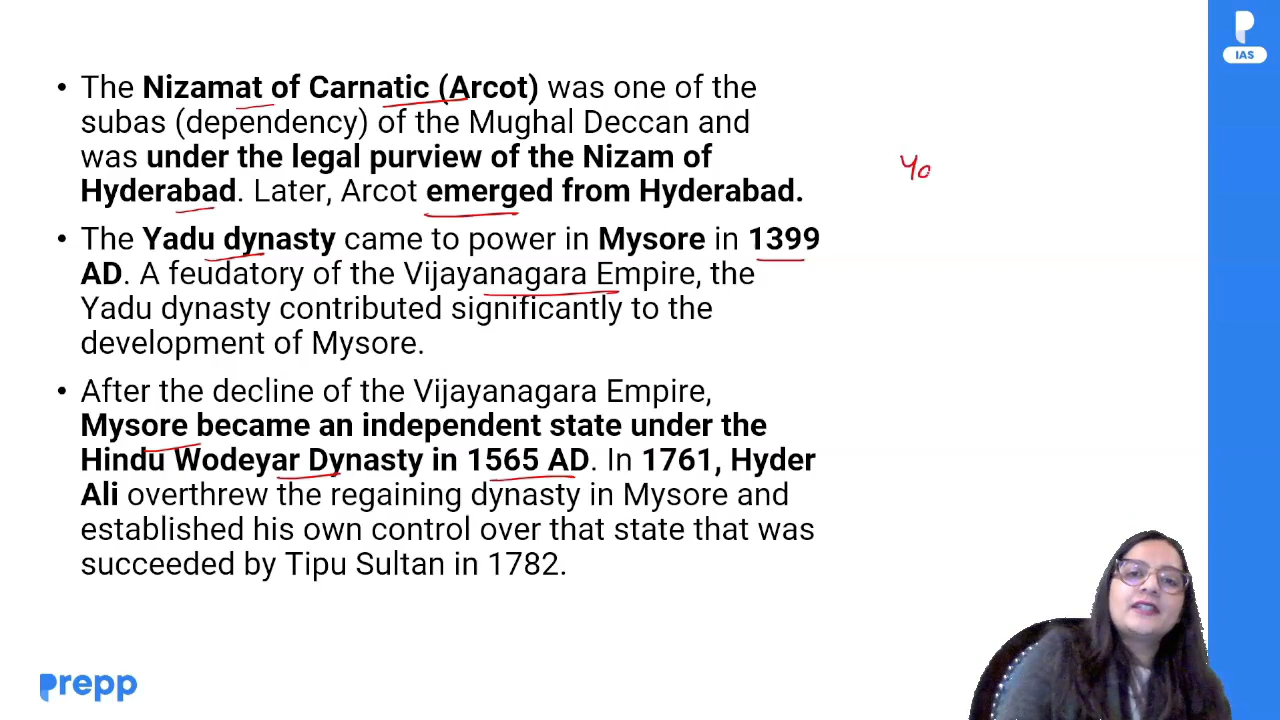 IAS
• The Nizamat of Carnatic (Arcot) was one of the
subas (dependency) of the Mughal Deccan and
was under the legal purview of the Nizam of
Hyderabad. Later, Arcot emerged from Hyderabad.
• The Yadu dynasty came to power in Mysore in 1399
AD. A feudatory of the Vijayanagara Empire, the
Yadu dynasty contributed significantly to the
development of Mysore.
• After the decline of the Vijayanagara Empire,
Mysore became an independent state under the
Hindu Wodeyar Dynasty in 1565 AD. In 1761, Hyder
Ali overthrew the regaining dynasty in Mysore and
established his own control over that state that was
succeeded by Tipu Sultan in 1782.
prepp